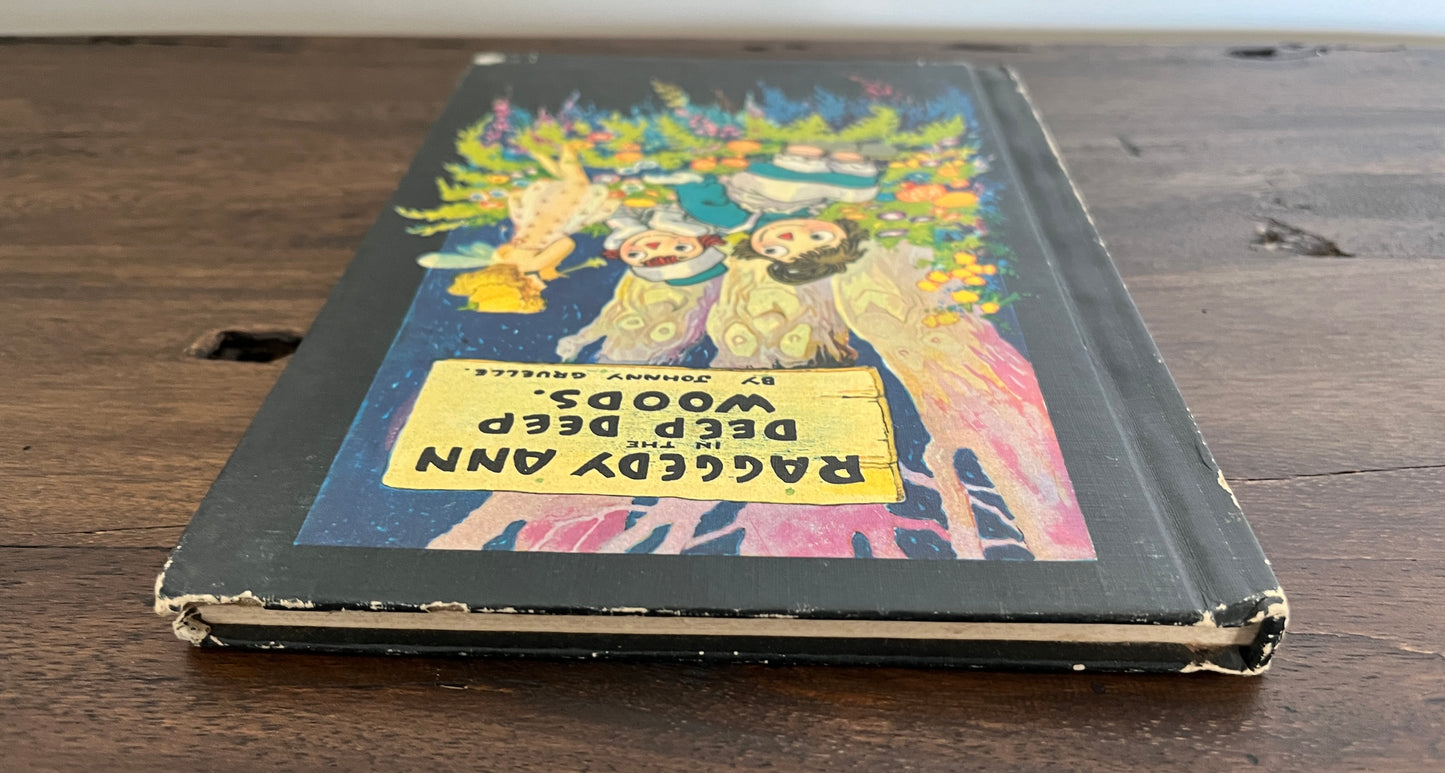 RAGGEDY ANN
IN THE
DEEP DEEP
WOODS.
BY JOHNNY GRUELLE.